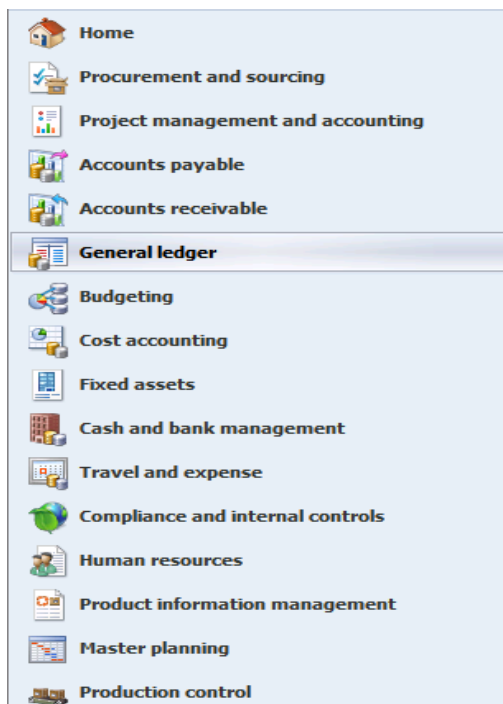 Home
Procurement and sourcing
Project management and accounting
Accounts payable
Accounts receivable
General ledger
Budgeting
Cost accounting
Fixed assets
Cash and bank management
Travel and expense
Compliance and internal controls
Human resources
Product information management
Master planning
Production control